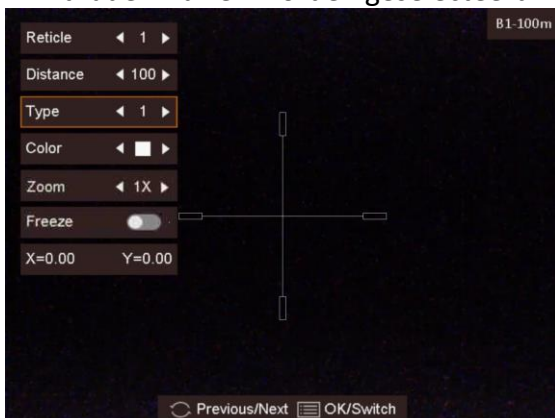 B1-100m
Reticle 1
Distance 100
Type 1
Color
Zoom 1X
Freeze
X=0.00 Y=0.00
Previous/Next OK/Switch